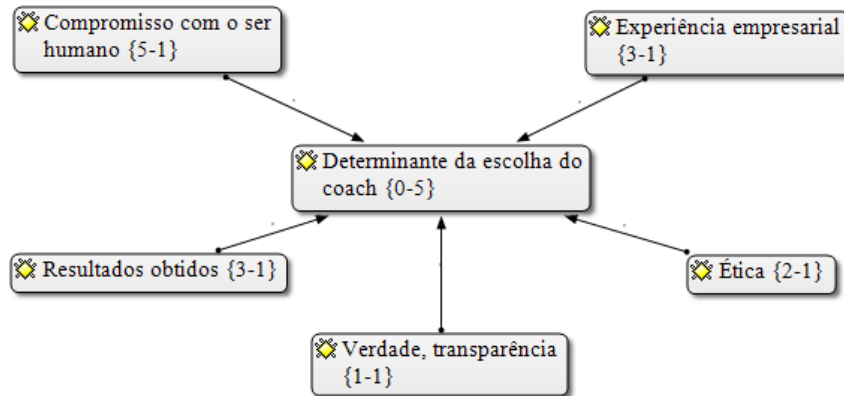 Compromisso com o ser
humano {5-1}
Experiência empresarial
{3-1}
Determinante da escolha do
coach {0-5}
Resultados obtidos {3-1}
Ética {2-1}
Verdade, transparência
{1-1}